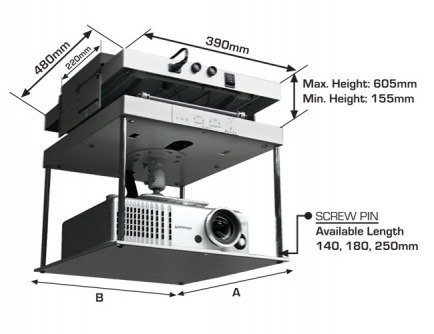 480mm
220mm
390mm
Max. Height: 605mm
Min. Height: 155mm
SCREW PIN
Available Length
140, 180, 250mm
B
A